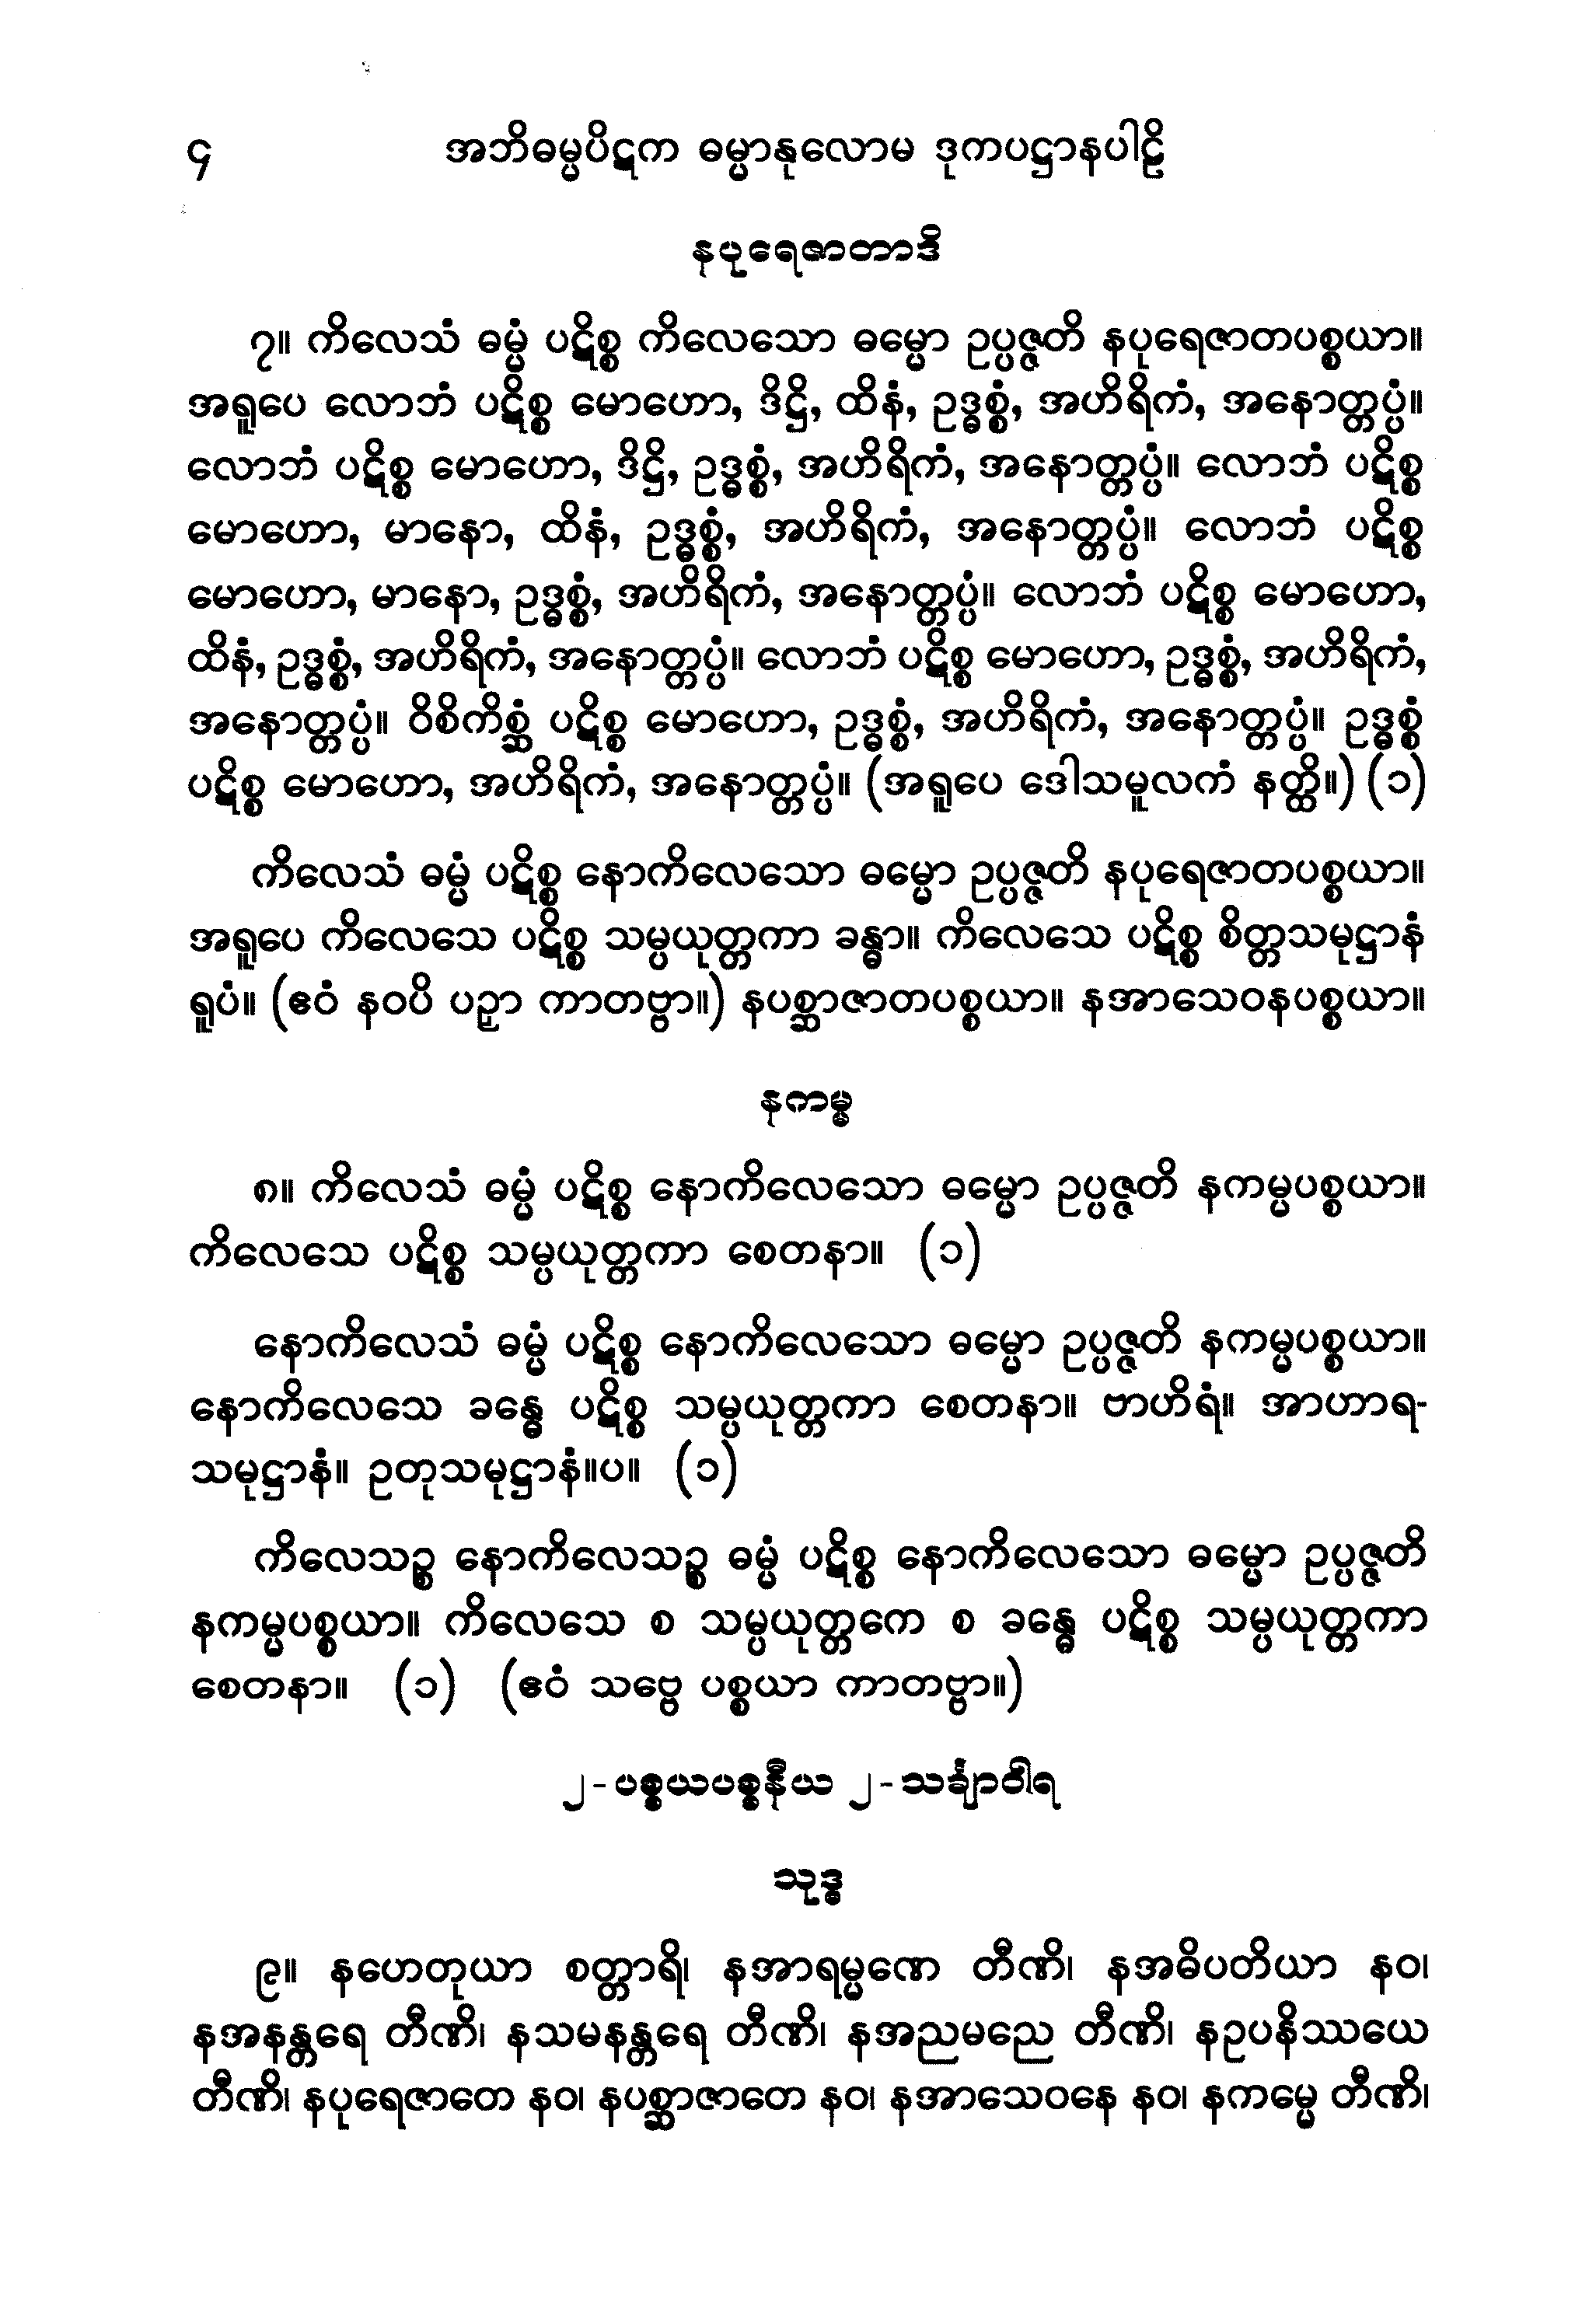 ၄ အဘိဓမ္မပိဋက ဓမ္မာနုလောမ ဒုကပဋ္ဌာနပါဠိ
နပုရေဇာတာဒိ
၇။ ကိလေသံ ဓမ္မံ ပဋိစ္စ ကိလေသော ဓမ္မော ဥပ္ပဇ္ဇတိ နပုရေဇာတပစ္စယာ။
အရူပေ လောဘံ ပဋိစ္စ မောဟော, ဒိဋ္ဌိ, ထိနံ, ဥဒ္ဓစ္စံ, အဟိရိကံ, အနောတ္တပ္ပံ။
လောဘံ ပဋိစ္စ မောဟော, ဒိဋ္ဌိ, ဥဒ္ဓစ္စံ, အဟိရိကံ, အနောတ္တပ္ပံ။ လောဘံ ပဋိစ္စ
မောဟော, မာနော, ထိနံ, ဥဒ္ဓစ္စံ, အဟိရိကံ, အနောတ္တပ္ပံ။ လောဘံ ပဋိစ္စ
မောဟော, မာနော, ဥဒ္ဓစ္စံ, အဟိရိကံ, အနောတ္တပ္ပံ။ လောဘံ ပဋိစ္စ မောဟော,
ထိနံ, ဥဒ္ဓစ္စံ, အဟိရိကံ, အနောတ္တပ္ပံ။ လောဘံ ပဋိစ္စ မောဟော, ဥဒ္ဓစ္စံ, အဟိရိကံ,
အနောတ္တပ္ပံ။ ဝိစိကိစ္ဆံ ပဋိစ္စ မောဟော, ဥဒ္ဓစ္စံ, အဟိရိကံ, အနောတ္တပ္ပံ။ ဥဒ္ဓစ္စံ
ပဋိစ္စ မောဟော, အဟိရိကံ, အနောတ္တပ္ပံ။ (အရူပေ ဒေါသမူလကံ နတ္ထိ။) (၁)
ကိလေသံ ဓမ္မံ ပဋိစ္စ နောကိလေသော ဓမ္မော ဥပ္ပဇ္ဇတိ နပုရေဇာတပစ္စယာ။
အရူပေ ကိလေသေ ပဋိစ္စ သမ္ပယုတ္တကာ ခန္ဓာ။ ကိလေသေ ပဋိစ္စ စိတ္တသမုဋ္ဌာနံ
ရူပံ။ (ဧဝံ နဝပိ ပဉှာ ကာတဗ္ဗာ။) နပစ္ဆာဇာတပစ္စယာ။ နအာသေဝနပစ္စယာ။
နကမ္မ
၈။ ကိလေသံ ဓမ္မံ ပဋိစ္စ နောကိလေသော ဓမ္မော ဥပ္ပဇ္ဇတိ နကမ္မပစ္စယာ။
ကိလေသေ ပဋိစ္စ သမ္ပယုတ္တကာ စေတနာ။ (၁)
နောကိလေသံ ဓမ္မံ ပဋိစ္စ နောကိလေသော ဓမ္မော ဥပ္ပဇ္ဇတိ နကမ္မပစ္စယာ။
နောကိလေသေ ခန္ဓေ ပဋိစ္စ သမ္ပယုတ္တကာ စေတနာ။ ဗာဟိရံ။ အာဟာရ-
သမုဋ္ဌာနံ။ ဥတုသမုဋ္ဌာနံ။ပ။ (၁)
ကိလေသဉ္စ နောကိလေသဉ္စ ဓမ္မံ ပဋိစ္စ နောကိလေသော ဓမ္မော ဥပ္ပဇ္ဇတိ
နကမ္မပစ္စယာ။ ကိလေသေ စ သမ္ပယုတ္တကေ စ ခန္ဓေ ပဋိစ္စ သမ္ပယုတ္တကာ
စေတနာ။ (၁) (ဧဝံ သဗ္ဗေ ပစ္စယာ ကာတဗ္ဗာ။)
၂-ပစ္စယပစ္စနီယ ၂-သင်္ချာဝါရ
သုဒ္ဓ
၉။ နဟေတုယာ စတ္တာရိ၊ နအာရမ္မဏေ တီဏိ၊ နအဓိပတိယာ နဝ၊
နအနန္တရေ တီဏိ၊ နသမနန္တရေ တီဏိ၊ နအညမညေ တီဏိ၊ နဥပနိဿယေ
တီဏိ၊ နပုရေဇာတေ နဝ၊ နပစ္ဆာဇာတေ နဝ၊ နအာသေဝနေ နဝ၊ နကမ္မေ တီဏိ၊